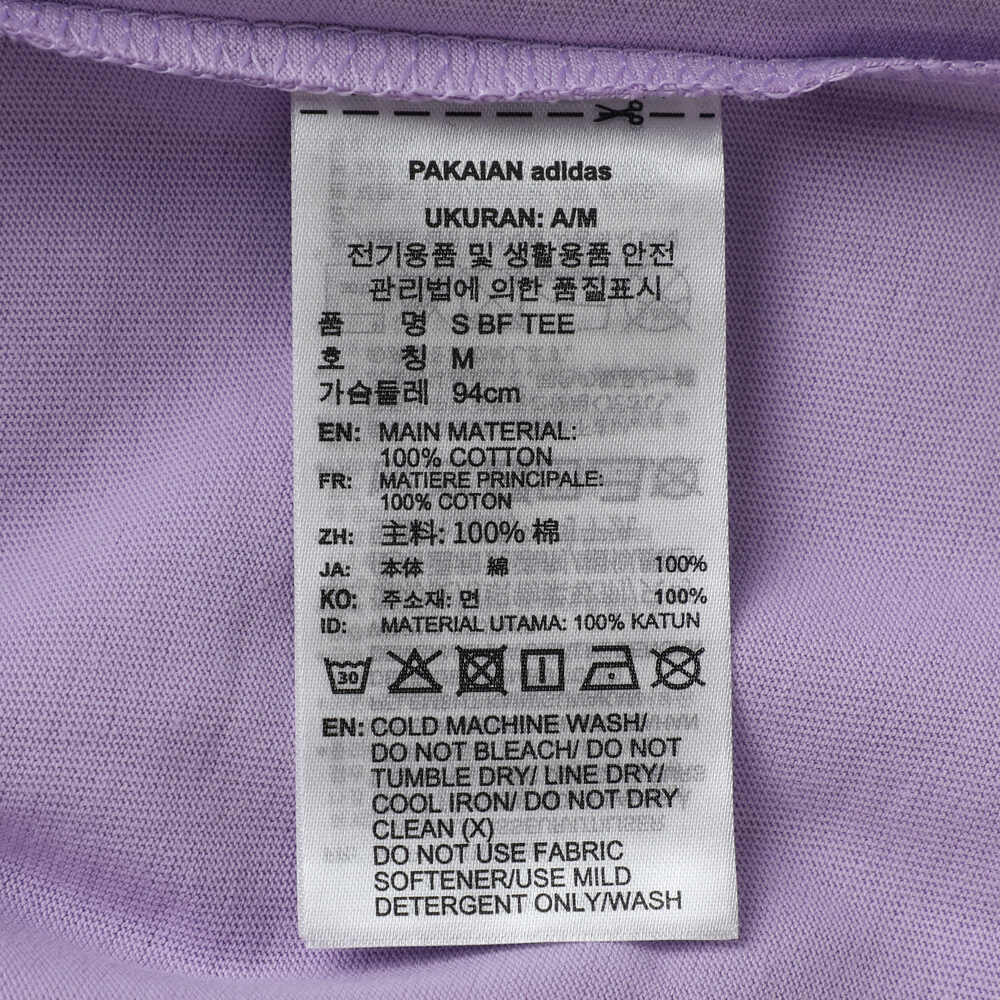 PAKAIAN adidas
UKURAN: A/M
전기용품 및 생활용품 안전
관리법에 의한 품질표시
품 명 S BF TEE
호 칭 M
가슴둘레 94cm
EN: MAIN MATERIAL:
100% COTTON
FR: MATIERE PRINCIPALE:
100% COTON
ZH: 主料: 100% 棉
JA: 本体 綿 100%
KO: 주소재: 면 100%
ID: MATERIAL UTAMA: 100% KATUN
30
EN: COLD MACHINE WASH/
DO NOT BLEACH/ DO NOT
TUMBLE DRY/ LINE DRY/
COOL IRON/ DO NOT DRY
CLEAN (X)
DO NOT USE FABRIC
SOFTENER/USE MILD
DETERGENT ONLY/WASH